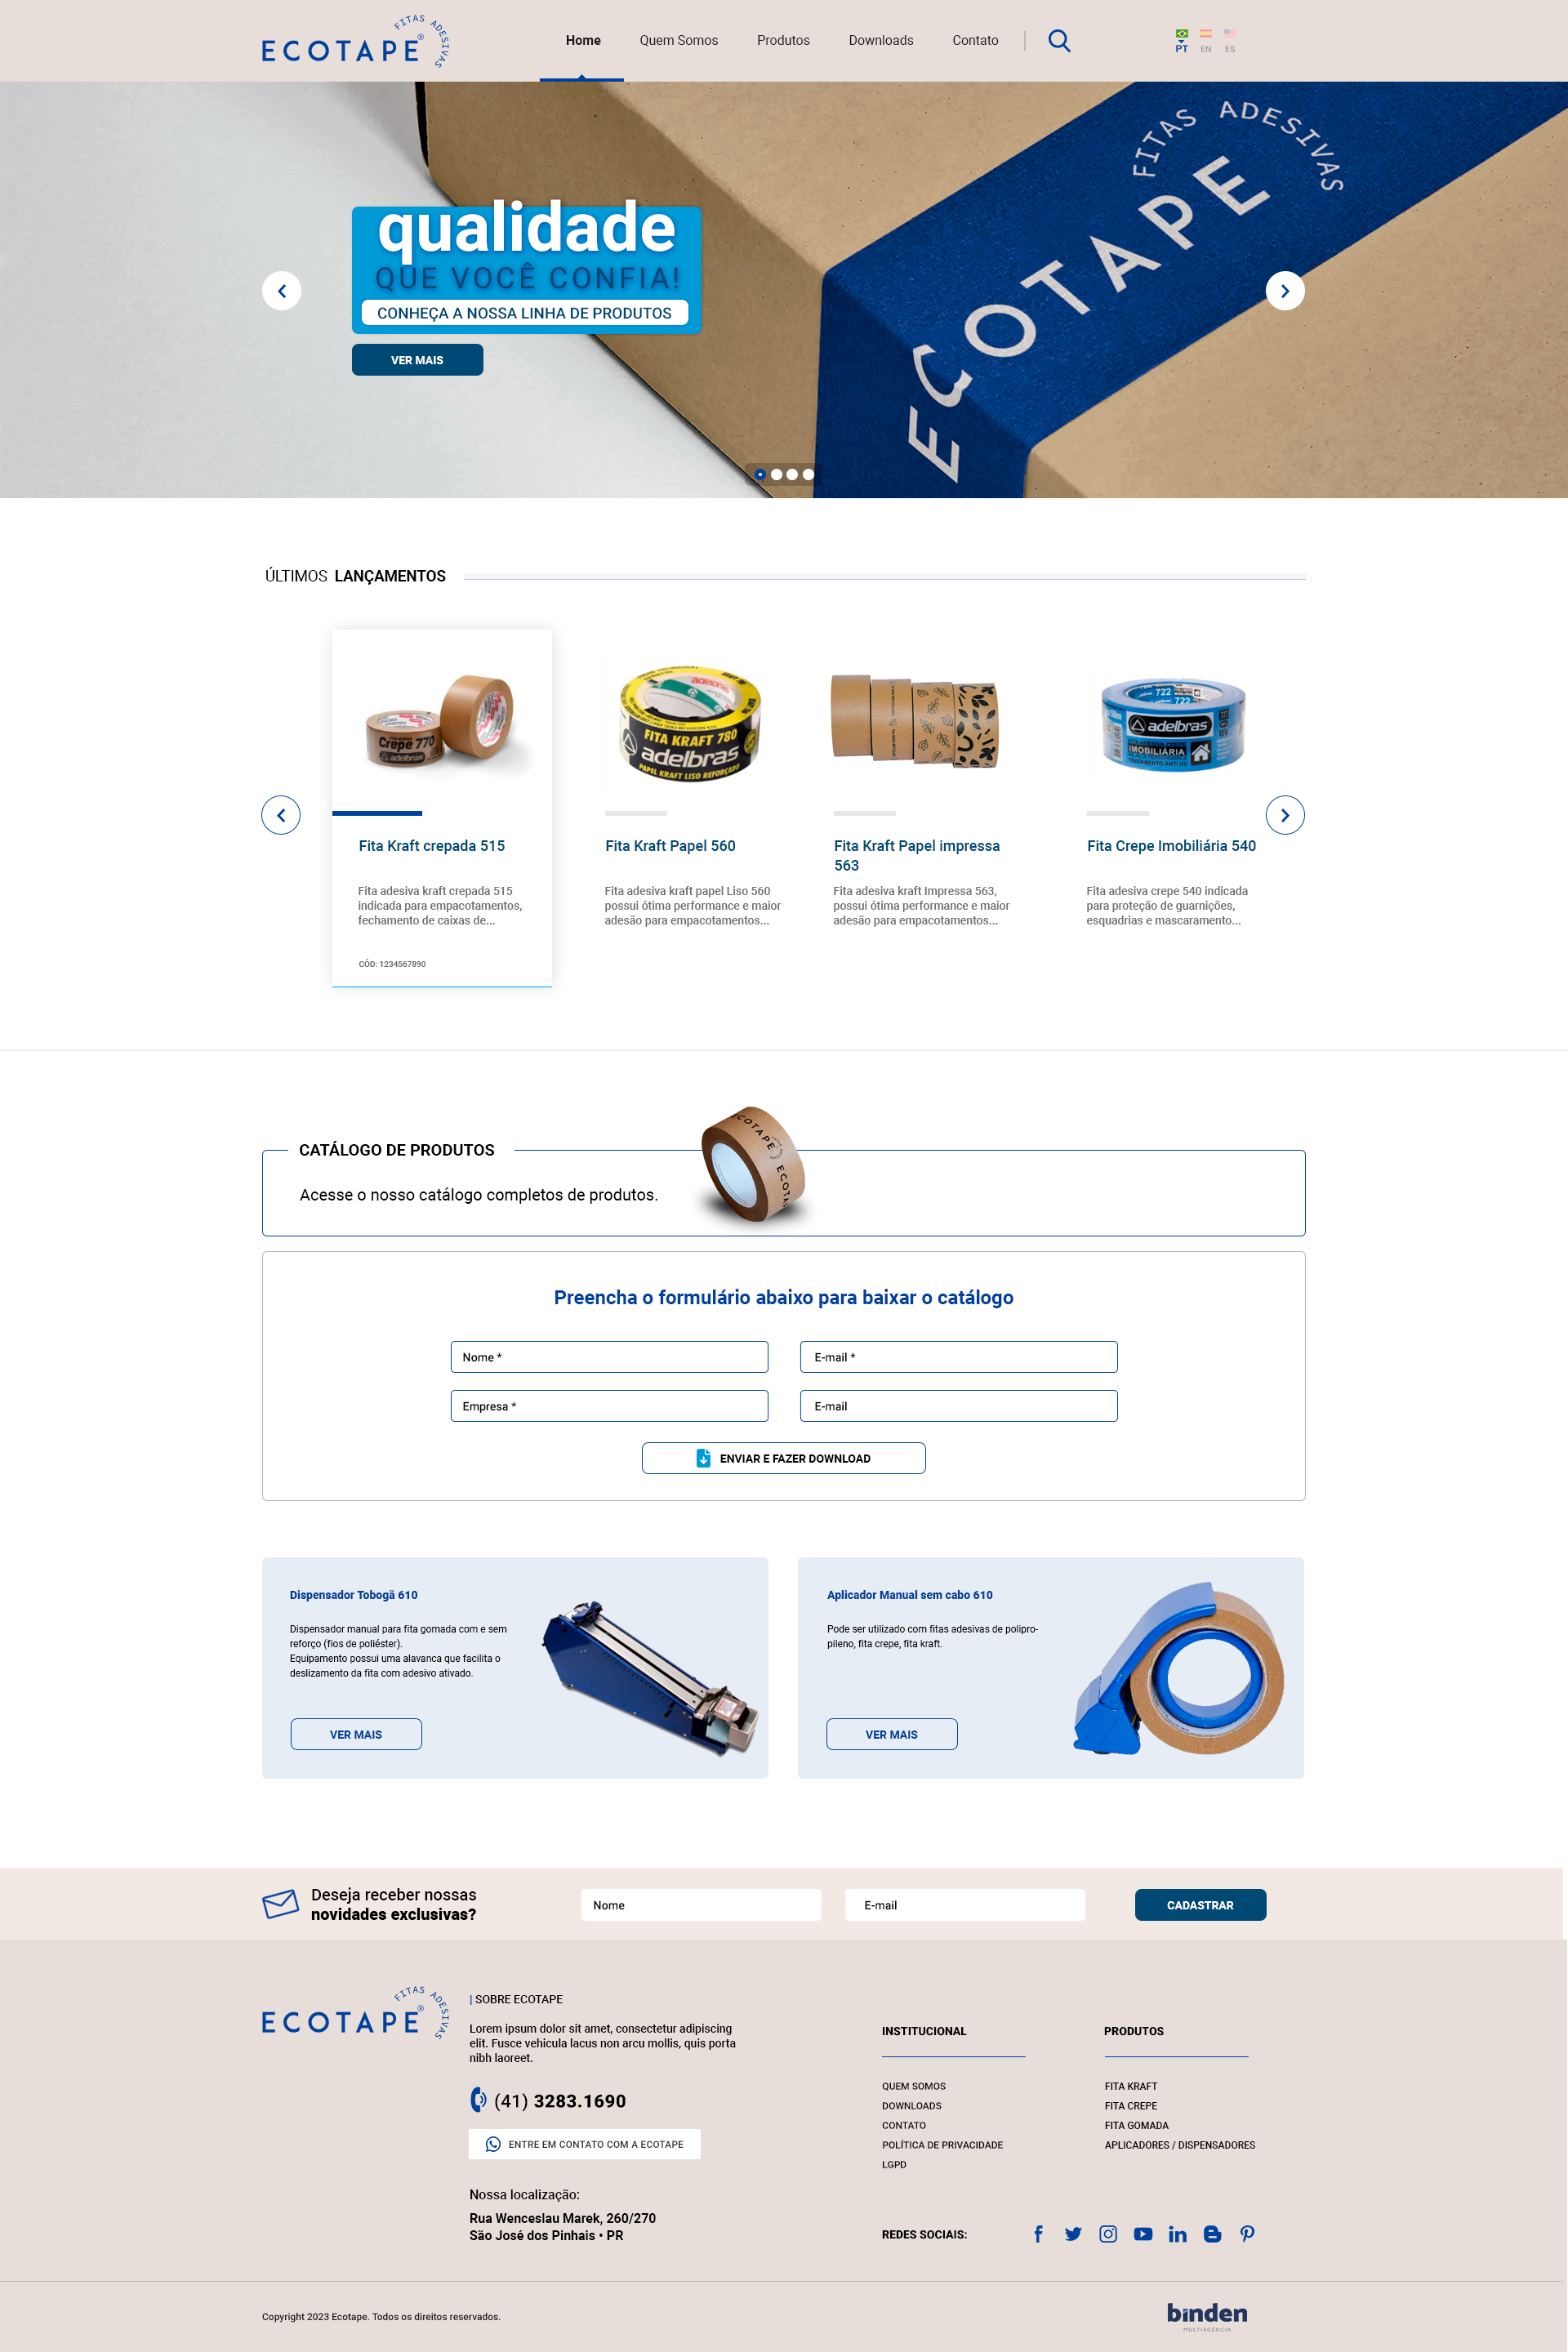 ECOTAPE®
FITAS ADESIVAS
Home
Quem Somos
Produtos
Downloads
Contato
PT
EN
ES
FITAS ADESIVAS
ECOTAPE
qualidade
QUE VOCÊ CONFIA!
CONHEÇA A NOSSA LINHA DE PRODUTOS
VER MAIS
ÚLTIMOS LANÇAMENTOS
Crepe 770
adelbras
adelbras
FITA KRAFT 780
adelbras
PAPEL KRAFT LISO REFORÇADO
722
722
adelbras
IMOBILIÁRIA
TRATAMENTO ANTI UV
Fita Kraft crepada 515
Fita adesiva kraft crepada 515
indicada para empacotamentos,
fechamento de caixas de...
CÓD: 1234567890
Fita Kraft Papel 560
Fita adesiva kraft papel Liso 560
possui ótima performance e maior
adesão para empacotamentos...
Fita Kraft Papel impressa
563
Fita adesiva kraft Impressa 563,
possui ótima performance e maior
adesão para empacotamentos...
Fita Crepe Imobiliária 540
Fita adesiva crepe 540 indicada
para proteção de guarnições,
esquadrias e mascaramento...
CATÁLOGO DE PRODUTOS
Acesse o nosso catálogo completos de produtos.
ECOTAPE
ECOTA
Preencha o formulário abaixo para baixar o catálogo
Nome *
E-mail *
Empresa *
E-mail
ENVIAR E FAZER DOWNLOAD
Dispensador Tobogã 610
Dispensador manual para fita gomada com e sem
reforço (fios de poliéster).
Equipamento possui uma alavanca que facilita o
deslizamento da fita com adesivo ativado.
VER MAIS
Aplicador Manual sem cabo 610
Pode ser utilizado com fitas adesivas de polipro-
pileno, fita crepe, fita kraft.
VER MAIS
Deseja receber nossas
novidades exclusivas?
Nome
E-mail
CADASTRAR
ECOTAPE®
FITAS ADESIVAS
| SOBRE ECOTAPE
Lorem ipsum dolor sit amet, consectetur adipiscing
elit. Fusce vehicula lacus non arcu mollis, quis porta
nibh laoreet.
(41) 3283.1690
ENTRE EM CONTATO COM A ECOTAPE
Nossa localização:
Rua Wenceslau Marek, 260/270
São José dos Pinhais • PR
INSTITUCIONAL
QUEM SOMOS
DOWNLOADS
CONTATO
POLÍTICA DE PRIVACIDADE
LGPD
PRODUTOS
FITA KRAFT
FITA CREPE
FITA GOMADA
APLICADORES / DISPENSADORES
REDES SOCIAIS:
Copyright 2023 Ecotape. Todos os direitos reservados.
binden
MULTIAGÊNCIA